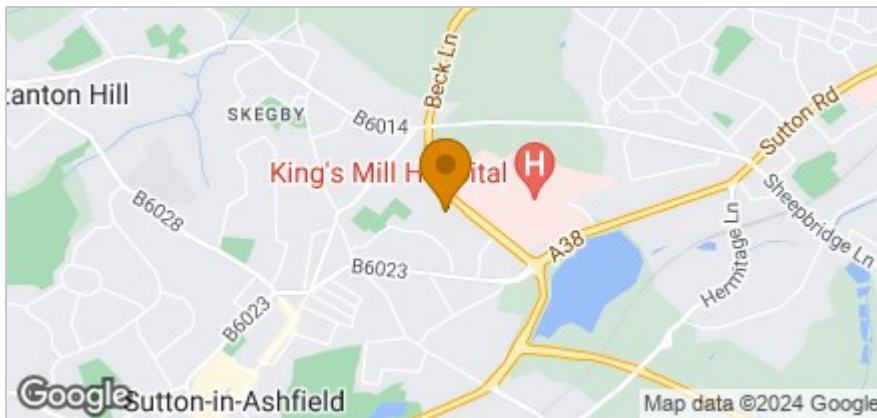 Beck Ln
tanton Hill
SKEGBY
B6014
Sutton Rd
King's Mill H
ital
H
B6028
Sheepbridge Ln
A38
Hermitage Ln
B6023
B6023
Google
Sutton-in-Ashfield
Map data ©2024 Google